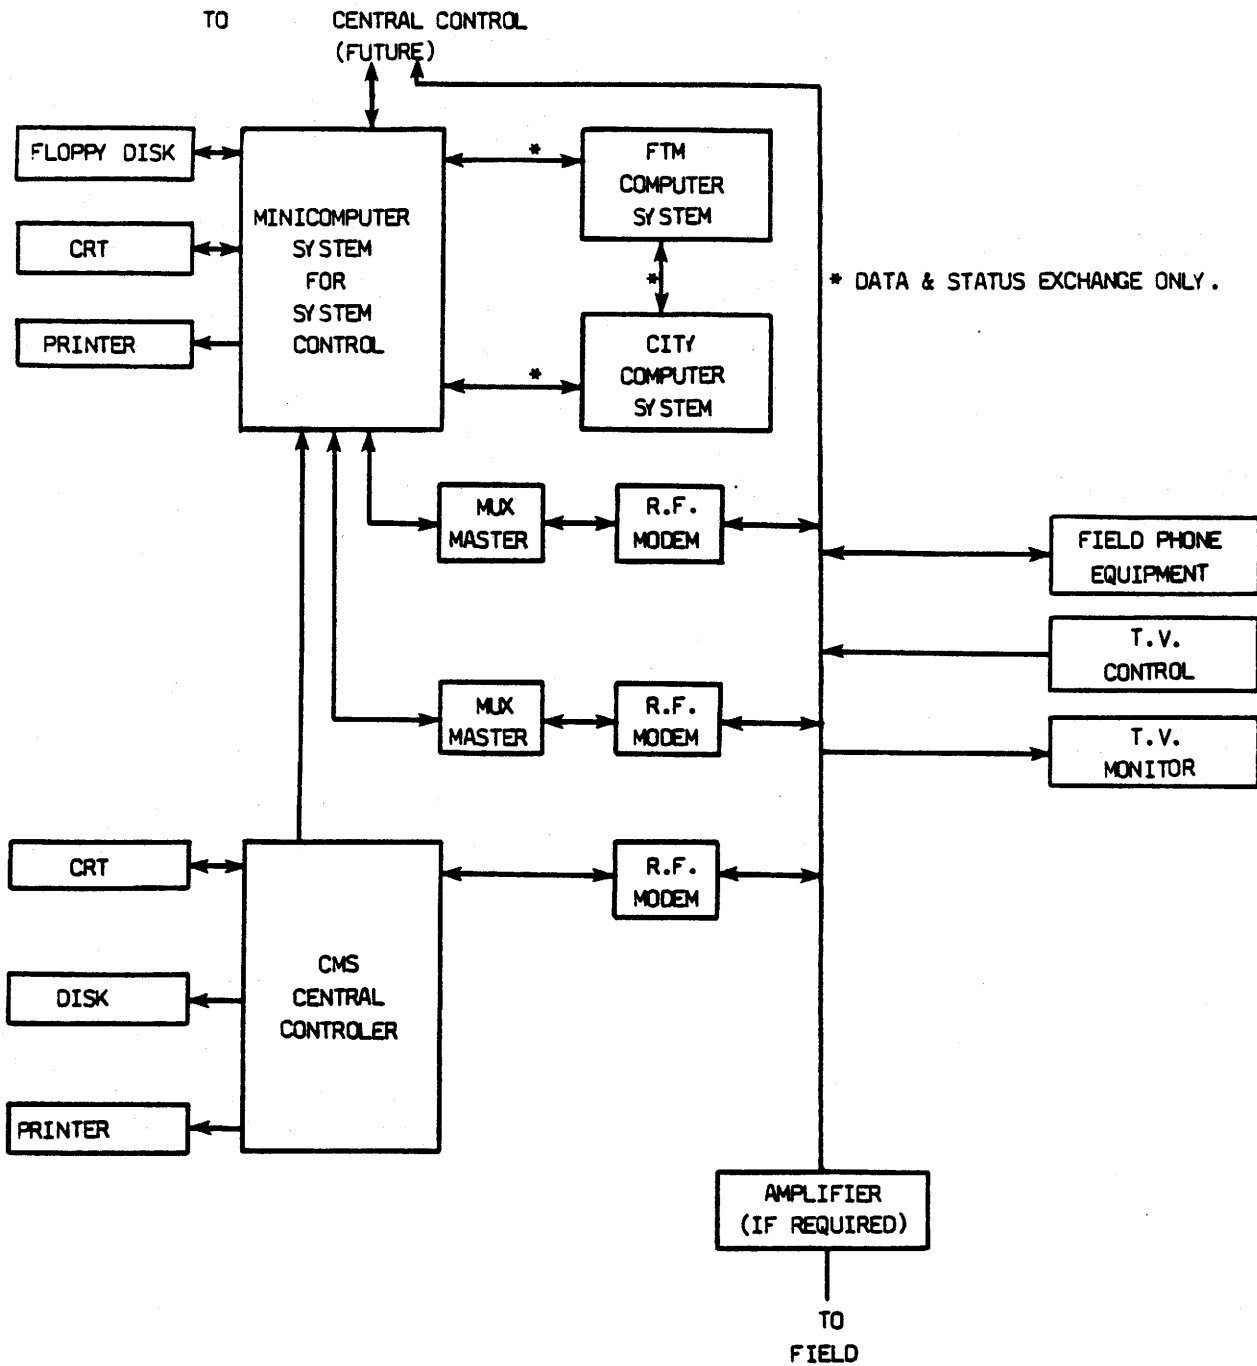 TO CENTRAL CONTROL
(FUTURE)
FLOPPY DISK
CRT
PRINTER
MINICOMPUTER
SYSTEM
FOR
SYSTEM
CONTROL
*
FTM
COMPUTER
SYSTEM
*
* DATA & STATUS EXCHANGE ONLY.
*
CITY
COMPUTER
SYSTEM
MUX
MASTER
R.F.
MODEM
FIELD PHONE
EQUIPMENT
T.V.
CONTROL
MUX
MASTER
R.F.
MODEM
T.V.
MONITOR
CRT
DISK
PRINTER
CMS
CENTRAL
CONTROLER
R.F.
MODEM
AMPLIFIER
(IF REQUIRED)
TO
FIELD